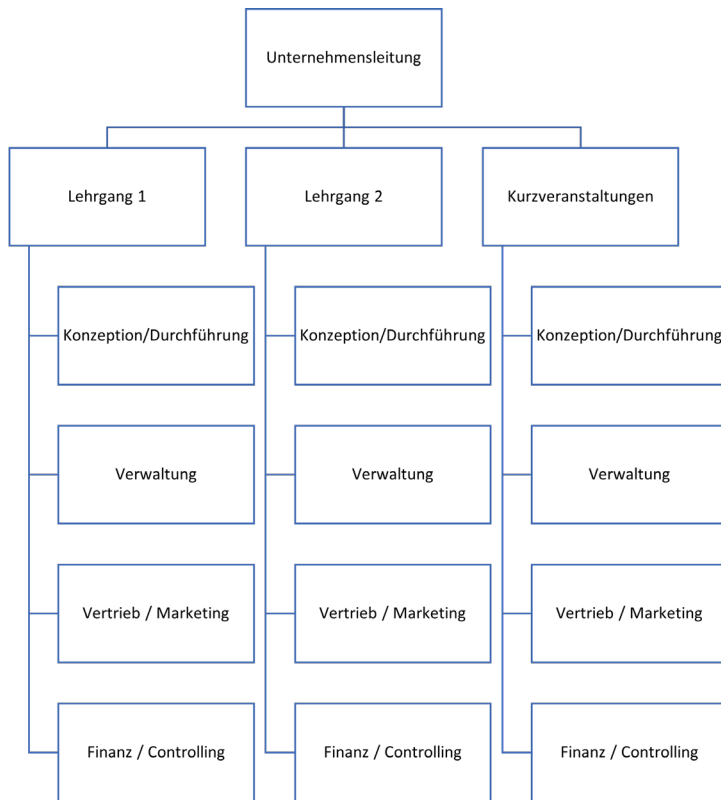 Unternehmensleitung
Lehrgang 1
Lehrgang 2
Kurzveranstaltungen
Konzeption/Durchführung
Konzeption/Durchführung
Konzeption/Durchführung
Verwaltung
Verwaltung
Verwaltung
Vertrieb / Marketing
Vertrieb / Marketing
Vertrieb / Marketing
Finanz / Controlling
Finanz / Controlling
Finanz / Controlling